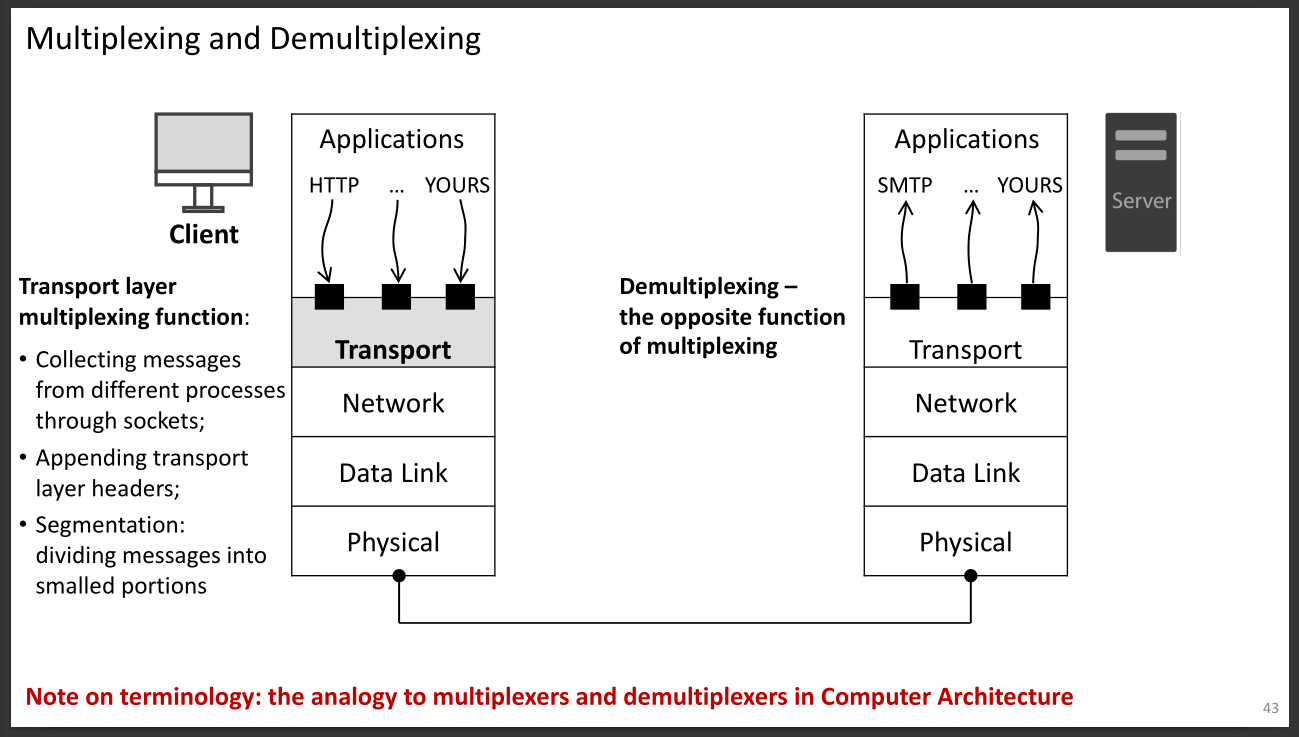 Multiplexing and Demultiplexing
Client
Transport layer
multiplexing function:
• Collecting messages
from different processes
through sockets;
• Appending transport
layer headers;
• Segmentation:
dividing messages into
smalled portions
Applications
HTTP ... YOURS
Transport
Network
Data Link
Physical
Demultiplexing –
the opposite function
of multiplexing
Applications
SMTP ... YOURS
Transport
Network
Data Link
Physical
Server
Note on terminology: the analogy to multiplexers and demultiplexers in Computer Architecture
43